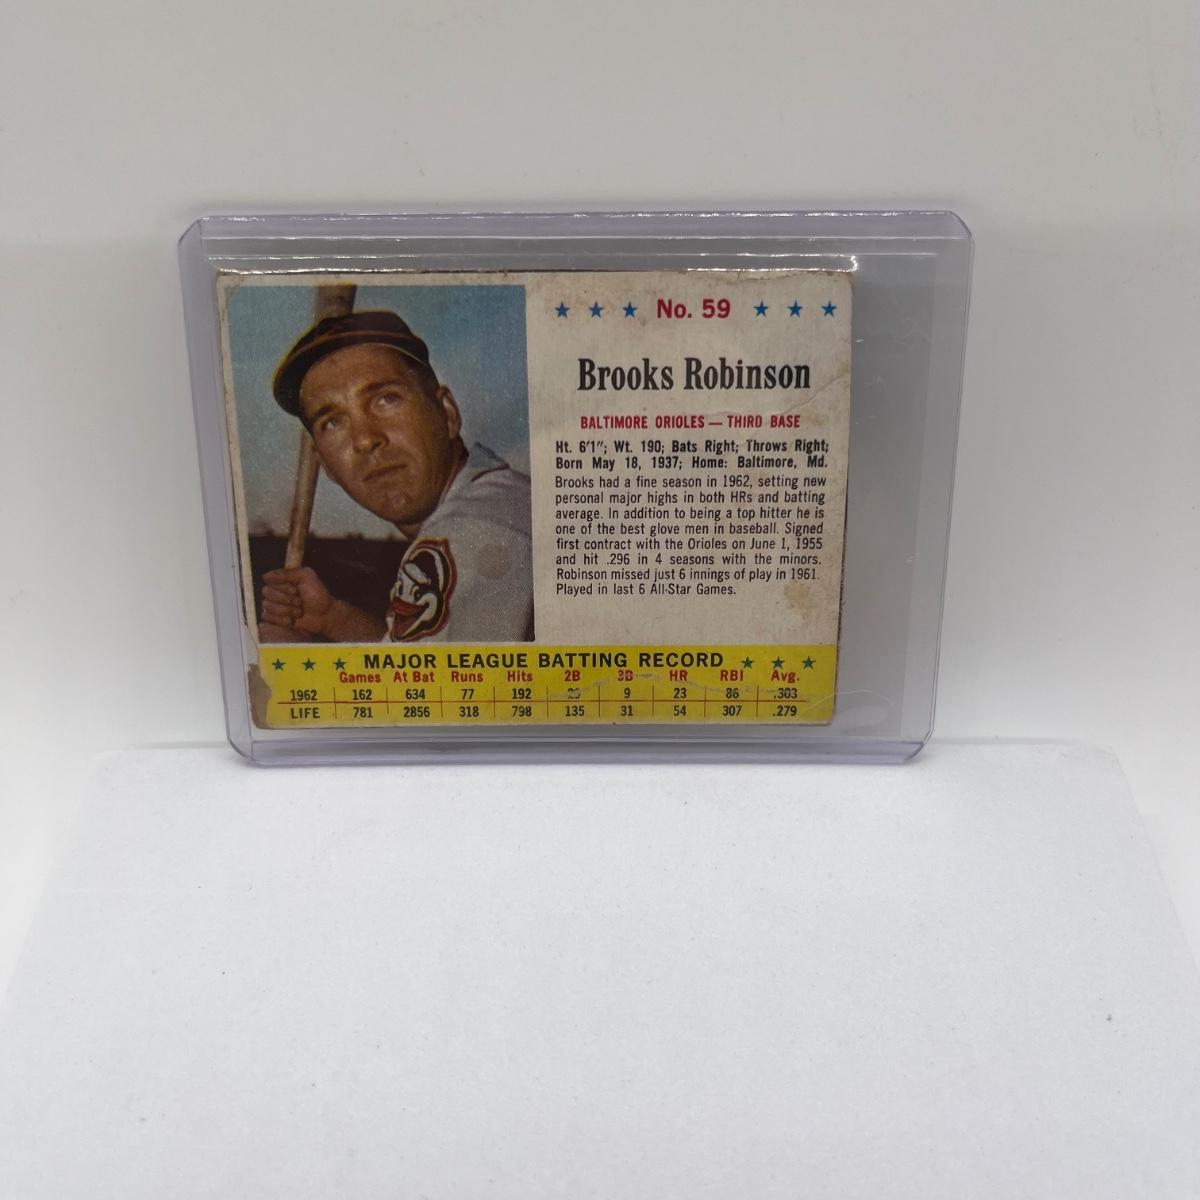 No. 59
Brooks Robinson
BALTIMORE ORIOLES — THIRD BASE
Ht. 6'1"; Wt. 190; Bats Right; Throws Right;
Born May 18, 1937; Home: Baltimore, Md.
Brooks had a fine season in 1962, setting new
personal major highs in both HRs and batting
average. In addition to being a top hitter he is
one of the best glove men in baseball. Signed
first contract with the Orioles on June 1, 1955
and hit .296 in 4 seasons with the minors.
Robinson missed just 6 innings of play in 1961.
Played in last 6 All-Star Games.
MAJOR LEAGUE BATTING RECORD
Games At Bat Runs Hits 2B 3B HR RBI Avg.
1962 162 634 77 192 9 23 86 .303
LIFE 781 2856 318 798 135 31 54 307 .279